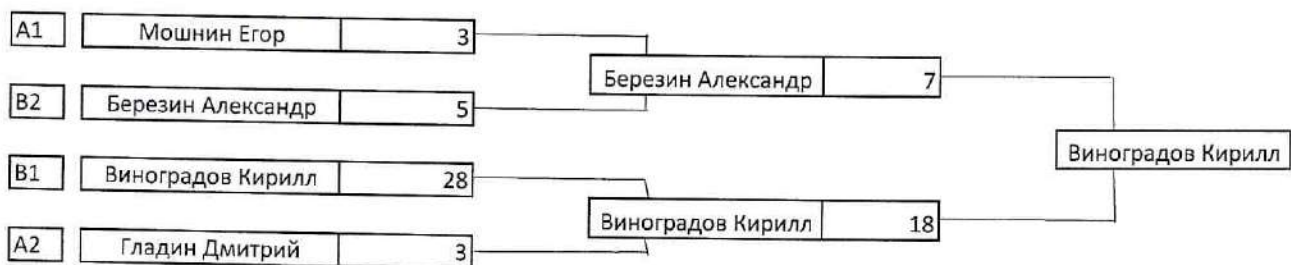 A1 Мошнин Егор 3
Березин Александр 7
B2 Березин Александр 5
Виноградов Кирилл
B1 Виноградов Кирилл 28
Виноградов Кирилл 18
A2 Гладин Дмитрий 3